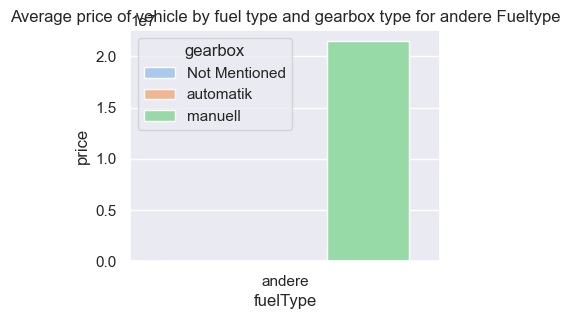 Average price of vehicle by fuel type and gearbox type for andere Fueltype
1e7
gearbox
Not Mentioned
automatik
manuell
2.0
1.5
1.0
0.5
0.0
price
andere
fuelType